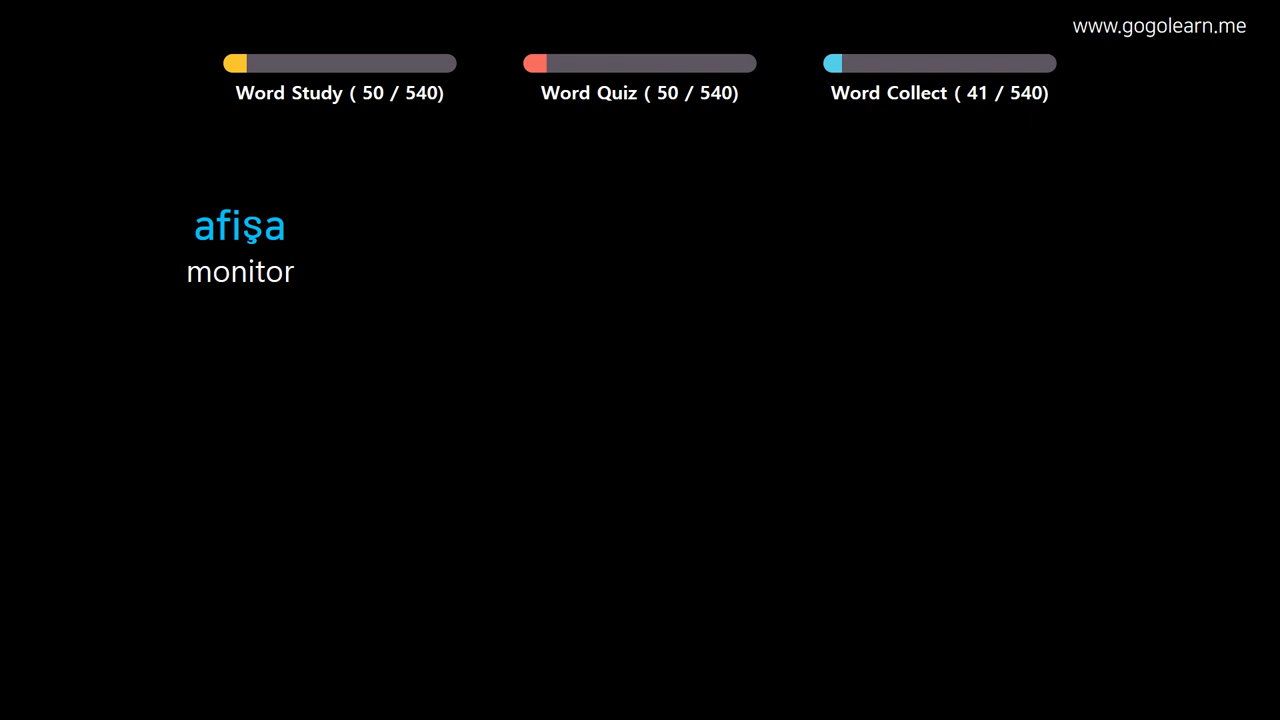 www.gogolearn.me
Word Study ( 50 / 540)
Word Quiz ( 50 / 540)
Word Collect ( 41 / 540)
afişa
monitor